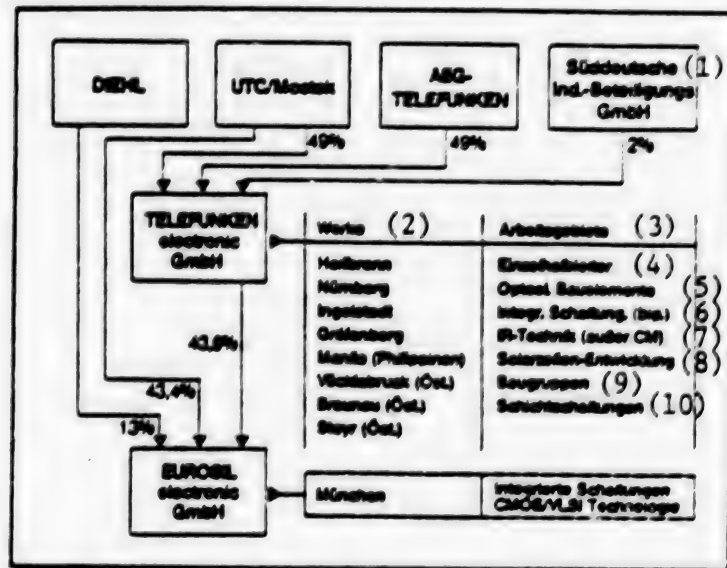 DIEHL
UTC/Mostek
AEG-
TELEFUNKEN
Süddeutsche (1)
Ind.-Beteiligungs
GmbH
49%
49%
2%
TELEFUNKEN
electronic
GmbH
Werke (2)
Arbeitsgebiete (3)
Heilbronn
Nürnberg
Ingolstadt
Gräfenberg
Manila (Philippinen)
Vöcklabruck (Öst.)
Braunau (Öst.)
Steyr (Öst.)
Einzelhalbleiter (4)
Optoel. Bauelemente (5)
Integr. Schaltung. (bip.) (6)
IR-Technik (außer CM) (7)
Solarzellen-Entwicklung (8)
Baugruppen (9)
Schichtschaltungen (10)
43,6%
43,4%
13%
EUROSIL
electronic
GmbH
München
Integrierte Schaltungen
CMOS/VLSI Technologie